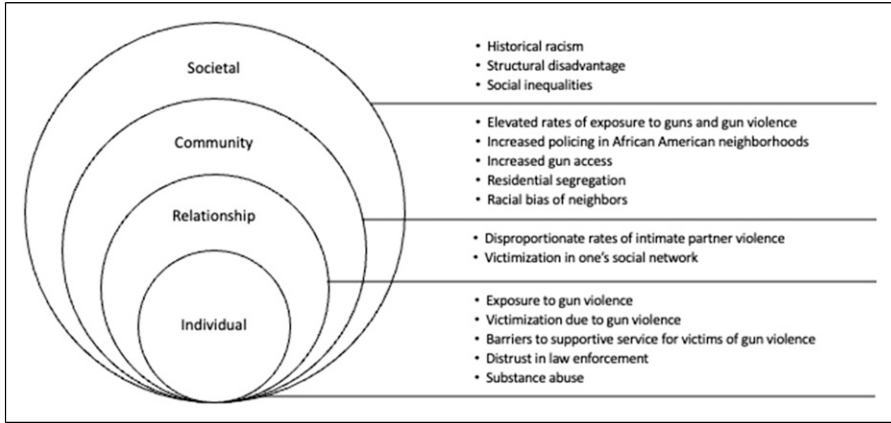 Societal
• Historical racism
• Structural disadvantage
• Social inequalities
Community
• Elevated rates of exposure to guns and gun violence
• Increased policing in African American neighborhoods
• Increased gun access
• Residential segregation
• Racial bias of neighbors
Relationship
• Disproportionate rates of intimate partner violence
• Victimization in one's social network
Individual
• Exposure to gun violence
• Victimization due to gun violence
• Barriers to supportive service for victims of gun violence
• Distrust in law enforcement
• Substance abuse